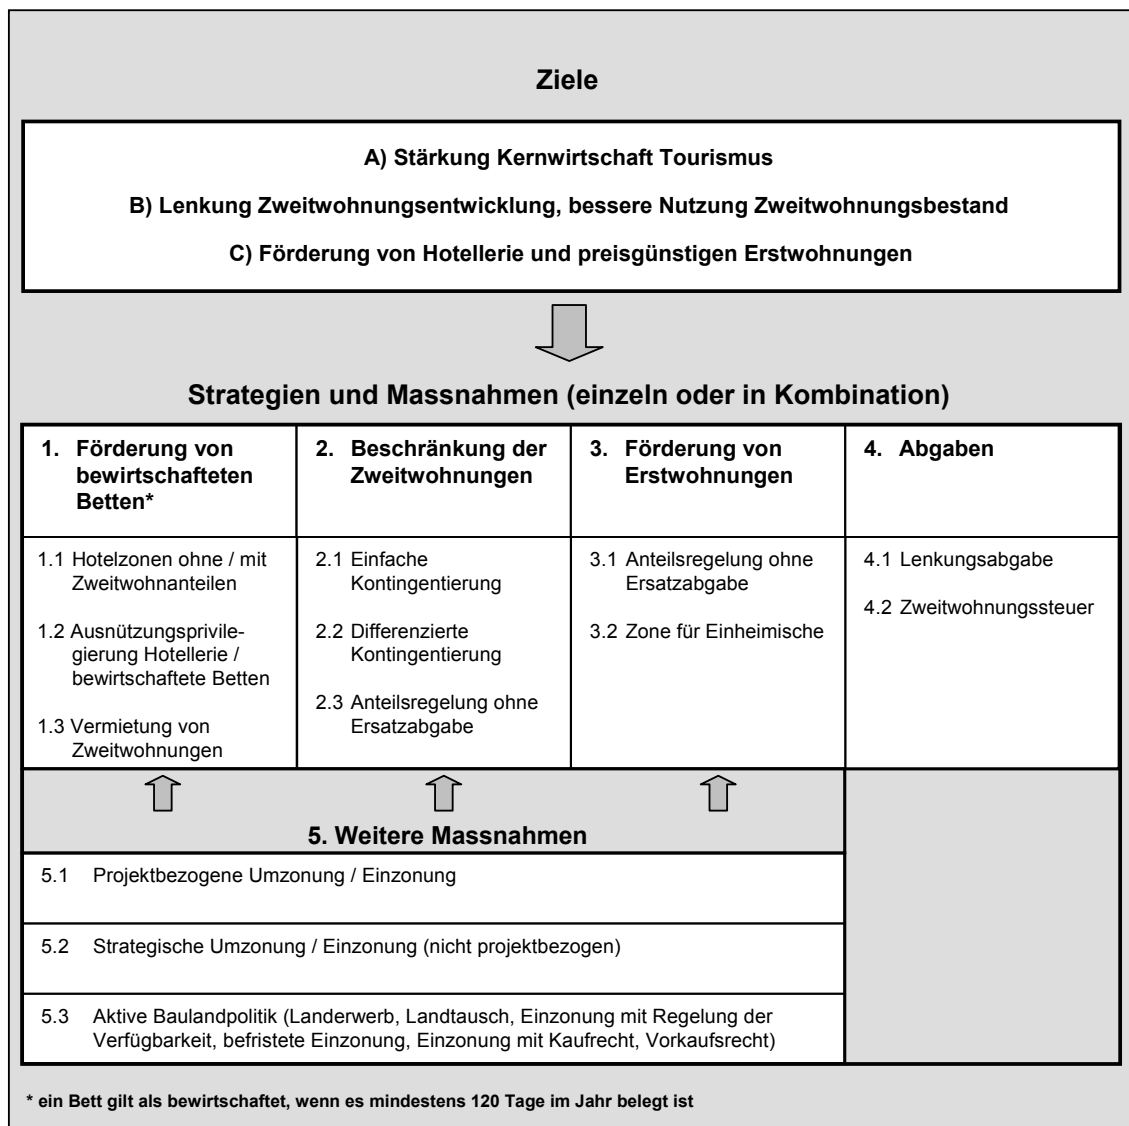 Ziele
A) Stärkung Kernwirtschaft Tourismus
B) Lenkung Zweitwohnungsentwicklung, bessere Nutzung Zweitwohnungsbestand
C) Förderung von Hotellerie und preisgünstigen Erstwohnungen
Strategien und Massnahmen (einzeln oder in Kombination)
1. Förderung von
bewirtschafteten
Betten*
2. Beschränkung der
Zweitwohnungen
3. Förderung von
Erstwohnungen
4. Abgaben
1.1 Hotelzonen ohne / mit
Zweitwohnanteilen
1.2 Ausnützungsprivile-
gierung Hotellerie /
bewirtschaftete Betten
1.3 Vermietung von
Zweitwohnungen
2.1 Einfache
Kontingentierung
2.2 Differenzierte
Kontingentierung
2.3 Anteilsregelung ohne
Ersatzabgabe
3.1 Anteilsregelung ohne
Ersatzabgabe
3.2 Zone für Einheimische
4.1 Lenkungsabgabe
4.2 Zweitwohnungssteuer
5. Weitere Massnahmen
5.1 Projektbezogene Umzonung / Einzonung
5.2 Strategische Umzonung / Einzonung (nicht projektbezogen)
5.3 Aktive Baulandpolitik (Landerwerb, Landtausch, Einzonung mit Regelung der
Verfügbarkeit, befristete Einzonung, Einzonung mit Kaufrecht, Vorkaufsrecht)
* ein Bett gilt als bewirtschaftet, wenn es mindestens 120 Tage im Jahr belegt ist